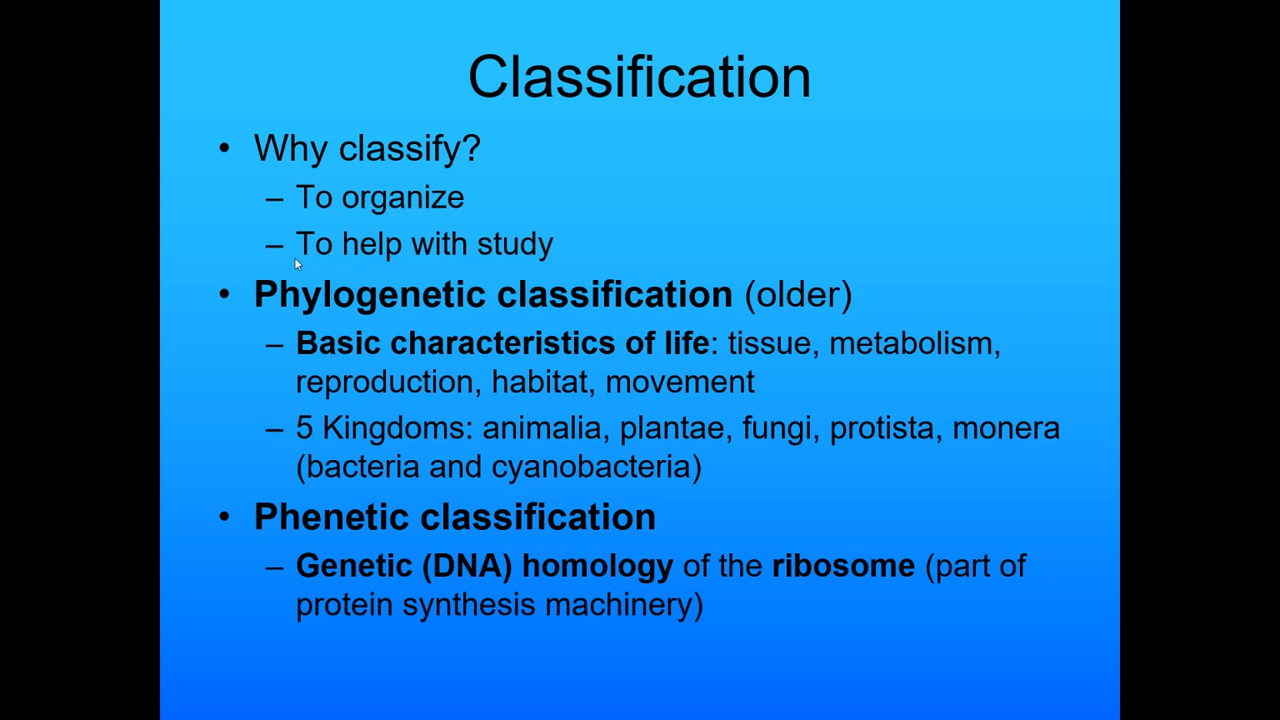 Classification
• Why classify?
– To organize
– To help with study
• Phylogenetic classification (older)
– Basic characteristics of life: tissue, metabolism,
reproduction, habitat, movement
– 5 Kingdoms: animalia, plantae, fungi, protista, monera
(bacteria and cyanobacteria)
• Phenetic classification
– Genetic (DNA) homology of the ribosome (part of
protein synthesis machinery)